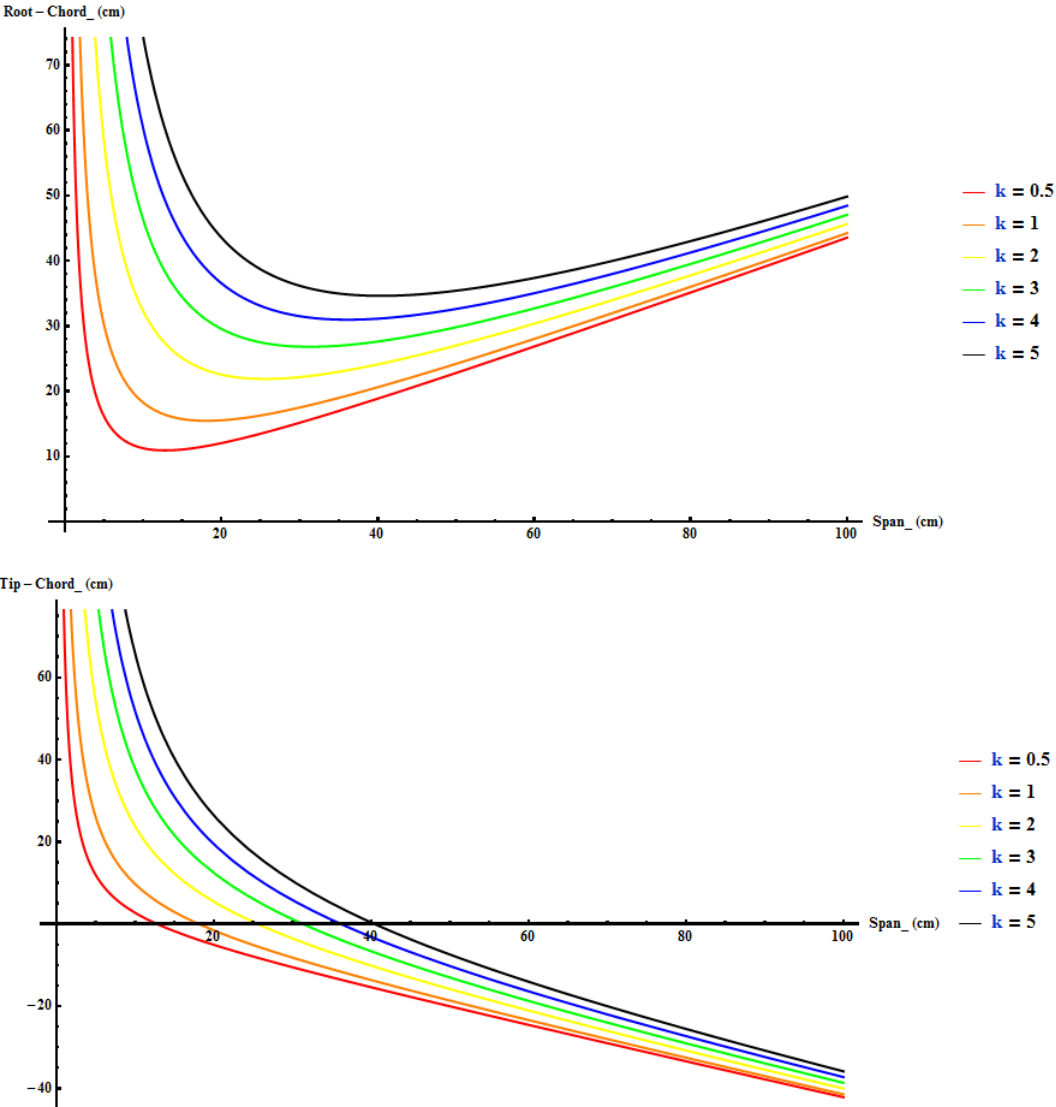 Root – Chord_ (cm)
70
60
50
40
30
20
10
20 40 60 80 100
Span_ (cm)
k = 0.5
k = 1
k = 2
k = 3
k = 4
k = 5
Tip – Chord_ (cm)
60
40
20
−20
−40
20 40 60 80 100
Span_ (cm)
k = 0.5
k = 1
k = 2
k = 3
k = 4
k = 5